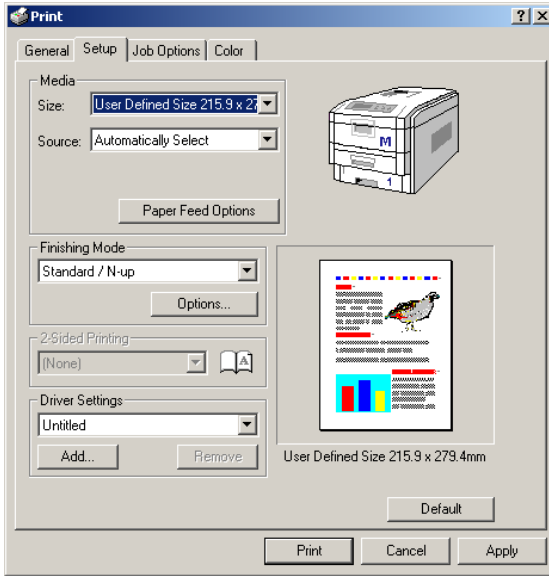 Print
General Setup Job Options Color
Media
Size: User Defined Size 215.9 x 27
Source: Automatically Select
M
1
Paper Feed Options
Finishing Mode
Standard / N-up
Options...
2-Sided Printing
(None)
A
Driver Settings
Untitled
Add... Remove
User Defined Size 215.9 x 279.4mm
Default
Print Cancel Apply